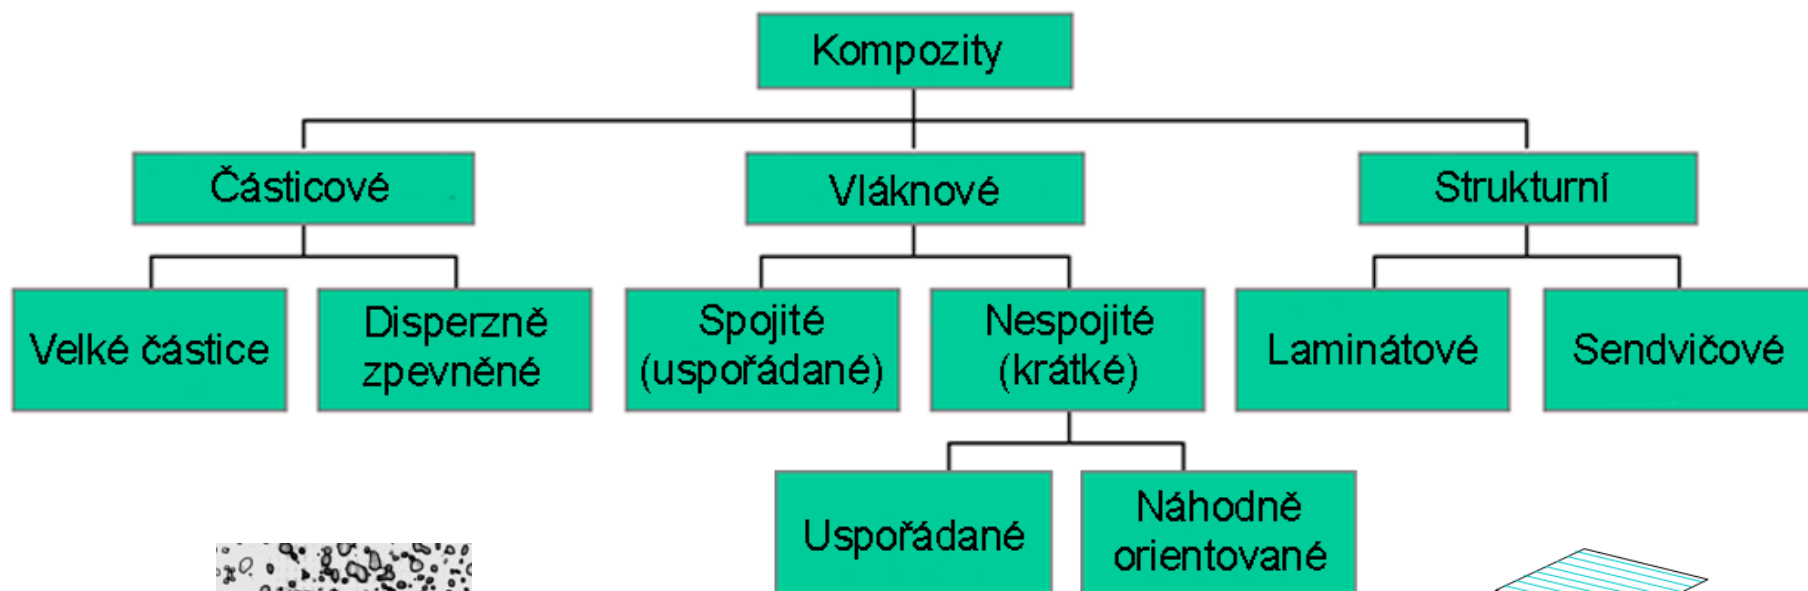 Kompozity
Částicové
Vláknové
Strukturní
Velké částice
Disperzně
zpevněné
Spojité
(uspořádané)
Nespojité
(krátké)
Laminátové
Sendvičové
Uspořádané
Náhodně
orientované